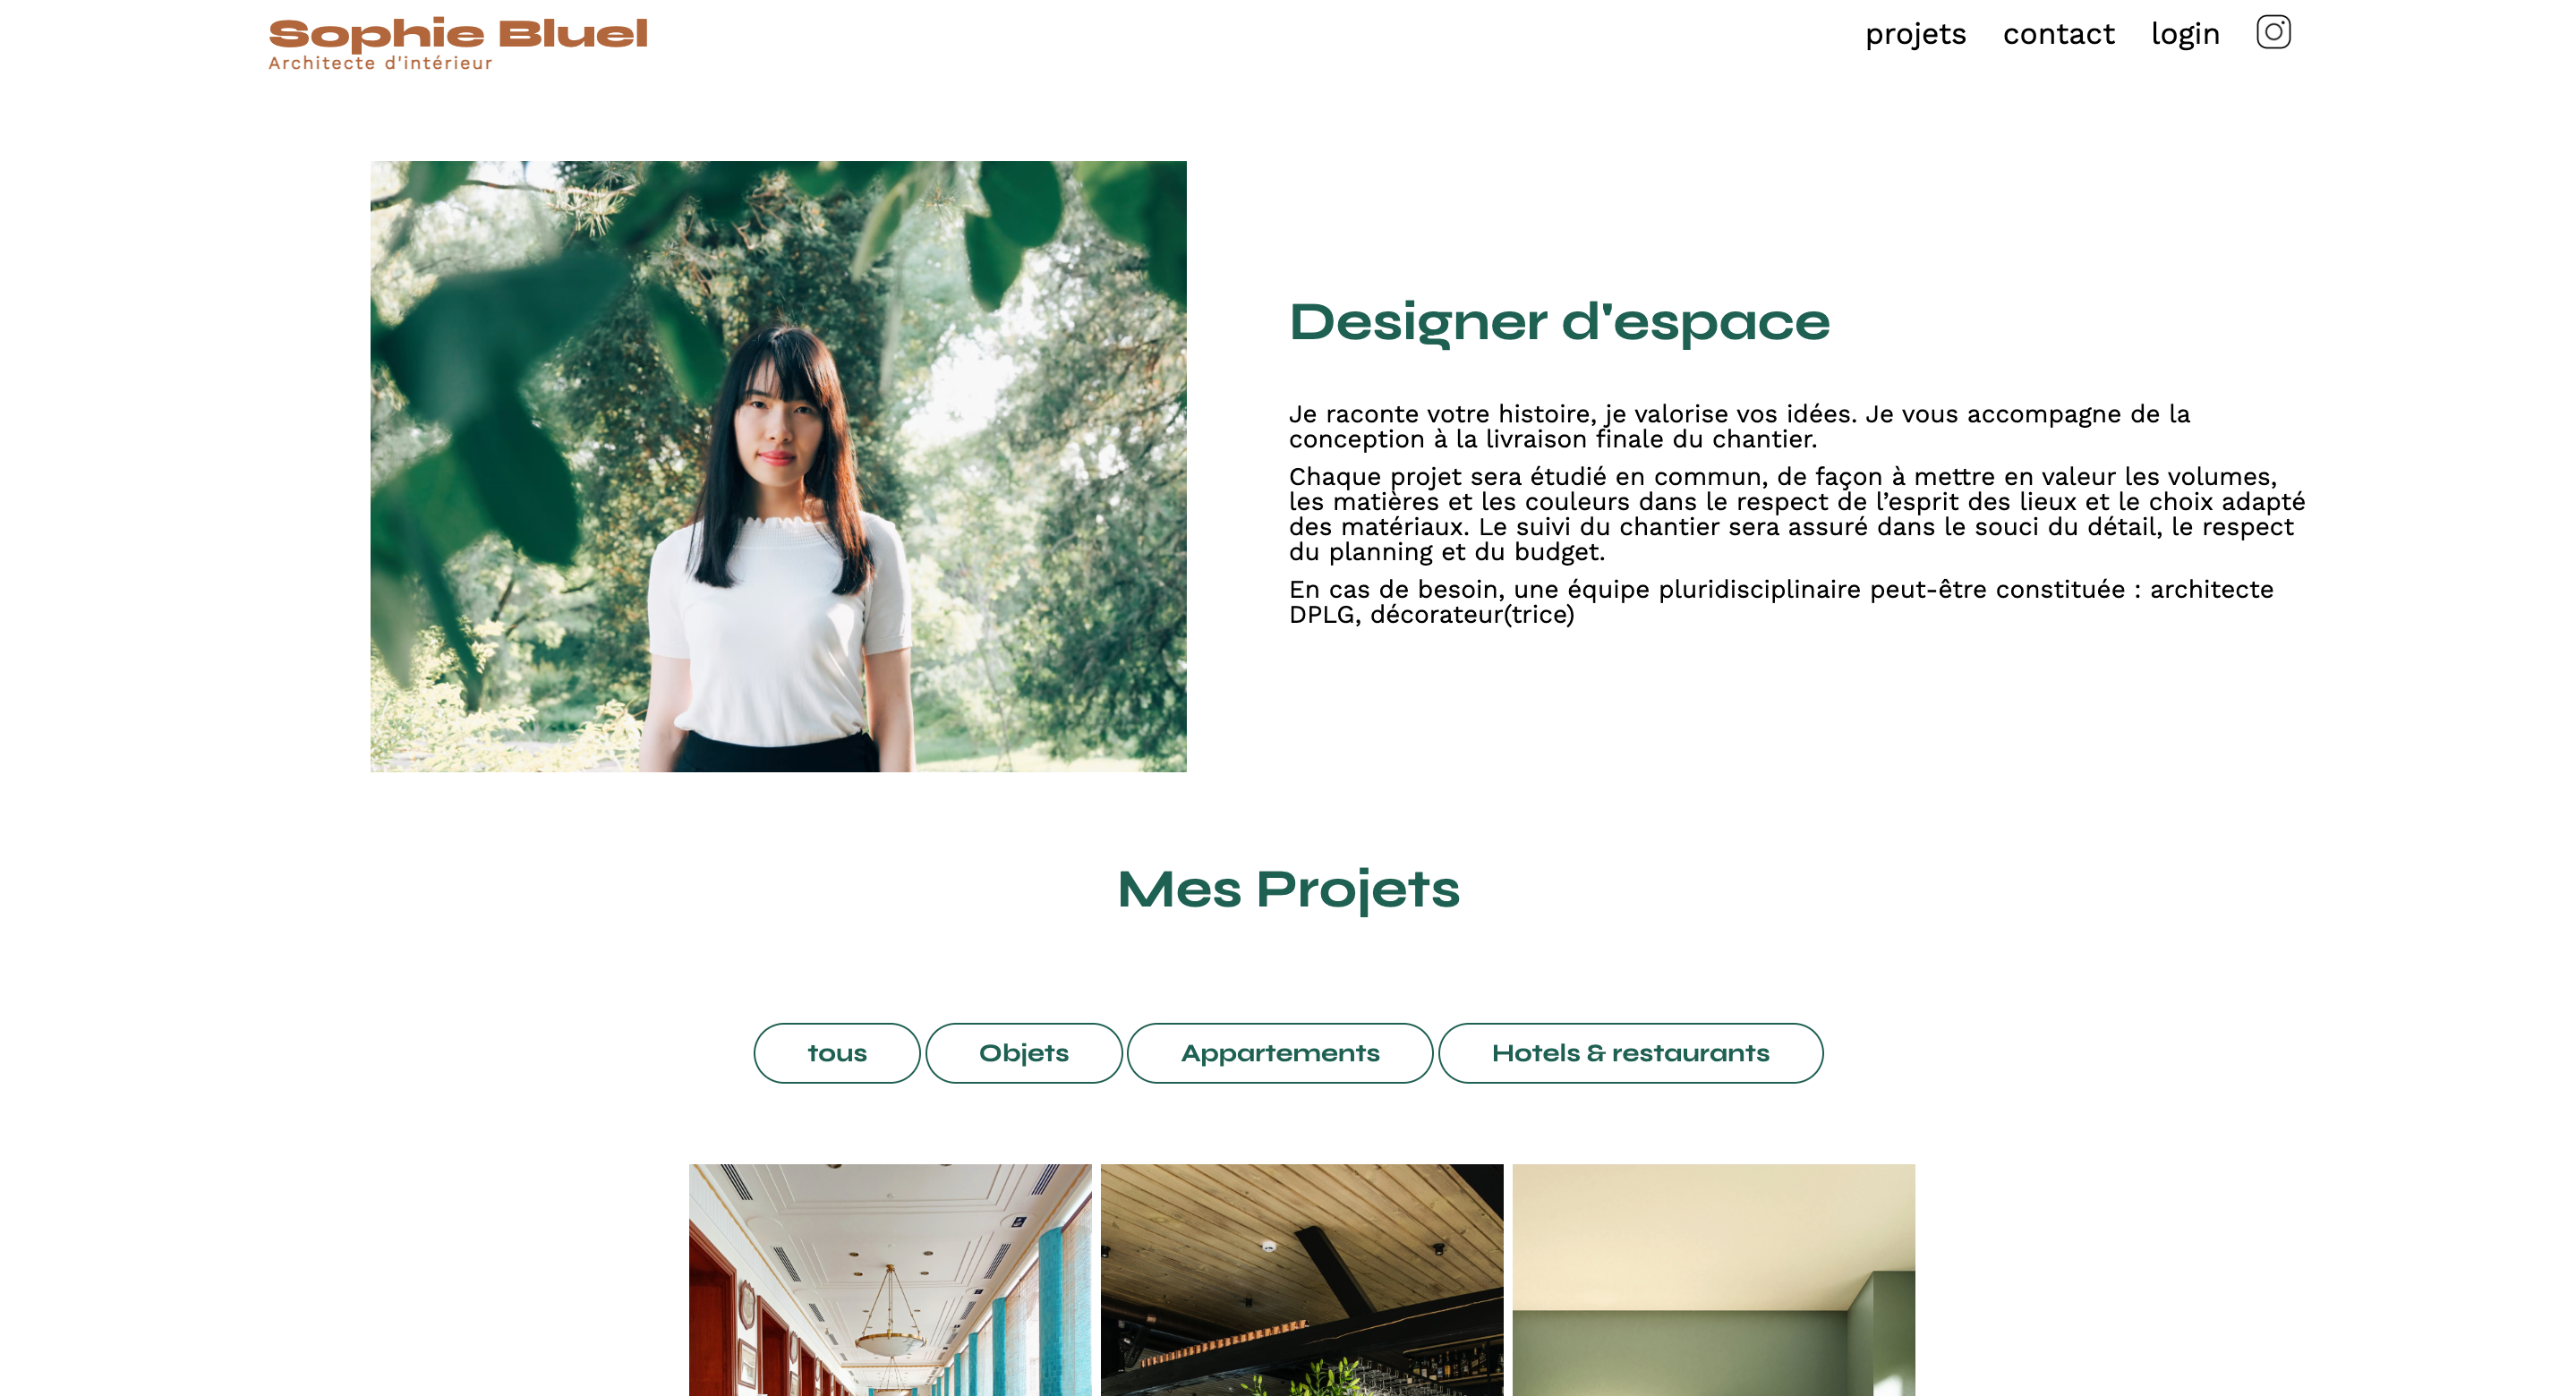 Sophie Bluel
Architecte d'intérieur
projets contact login
Designer d'espace
Je raconte votre histoire, je valorise vos idées. Je vous accompagne de la
conception à la livraison finale du chantier.
Chaque projet sera étudié en commun, de façon à mettre en valeur les volumes,
les matières et les couleurs dans le respect de l’esprit des lieux et le choix adapté
des matériaux. Le suivi du chantier sera assuré dans le souci du détail, le respect
du planning et du budget.
En cas de besoin, une équipe pluridisciplinaire peut-être constituée : architecte
DPLG, décorateur(trice)
Mes Projets
tous Objets Appartements Hotels & restaurants